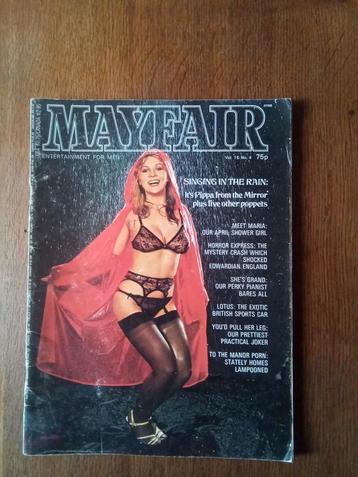 MAYFAIR
ENTERTAINMENT FOR MEN
Vol. 16 No. 4 75p
SINGING IN THE RAIN:
it's Pippa from the Mirror
plus five other poppets
MEET MARIA:
OUR APRIL SHOWER GIRL
HORROR EXPRESS: THE
MYSTERY CRASH WHICH
SHOCKED
EDWARDIAN ENGLAND
SHE'S GRAND:
OUR PERKY PIANIST
BARES ALL
LOTUS: THE EXOTIC
BRITISH SPORTS CAR
YOU'D PULL HER LEG:
OUR PRETTIEST
PRACTICAL JOKER
TO THE MANOR PORN:
STATELY HOMES
LAMPOONED